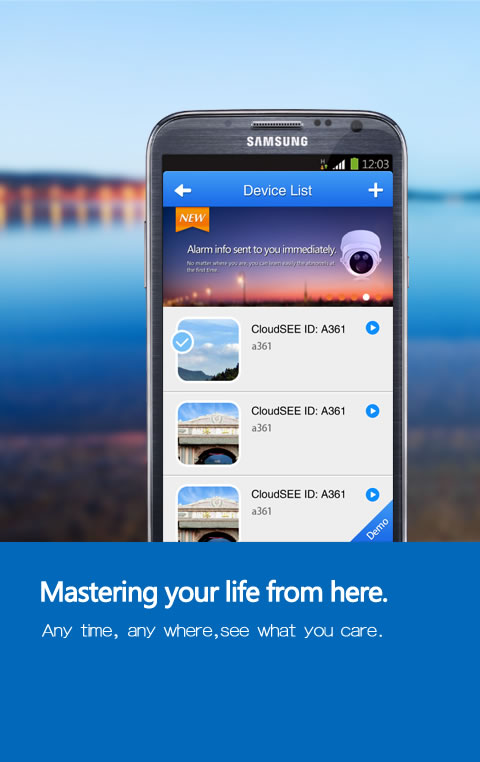 SAMSUNG
H 12:03
Device List
NEW
Alarm info sent to you immediately.
No matter where you are, you can learn easily the abnormis at
the first time.
CloudSEE ID: A361
a361
CloudSEE ID: A361
a361
CloudSEE ID: A361
a361
Demo
Mastering your life from here.
Any time, any where,see what you care.